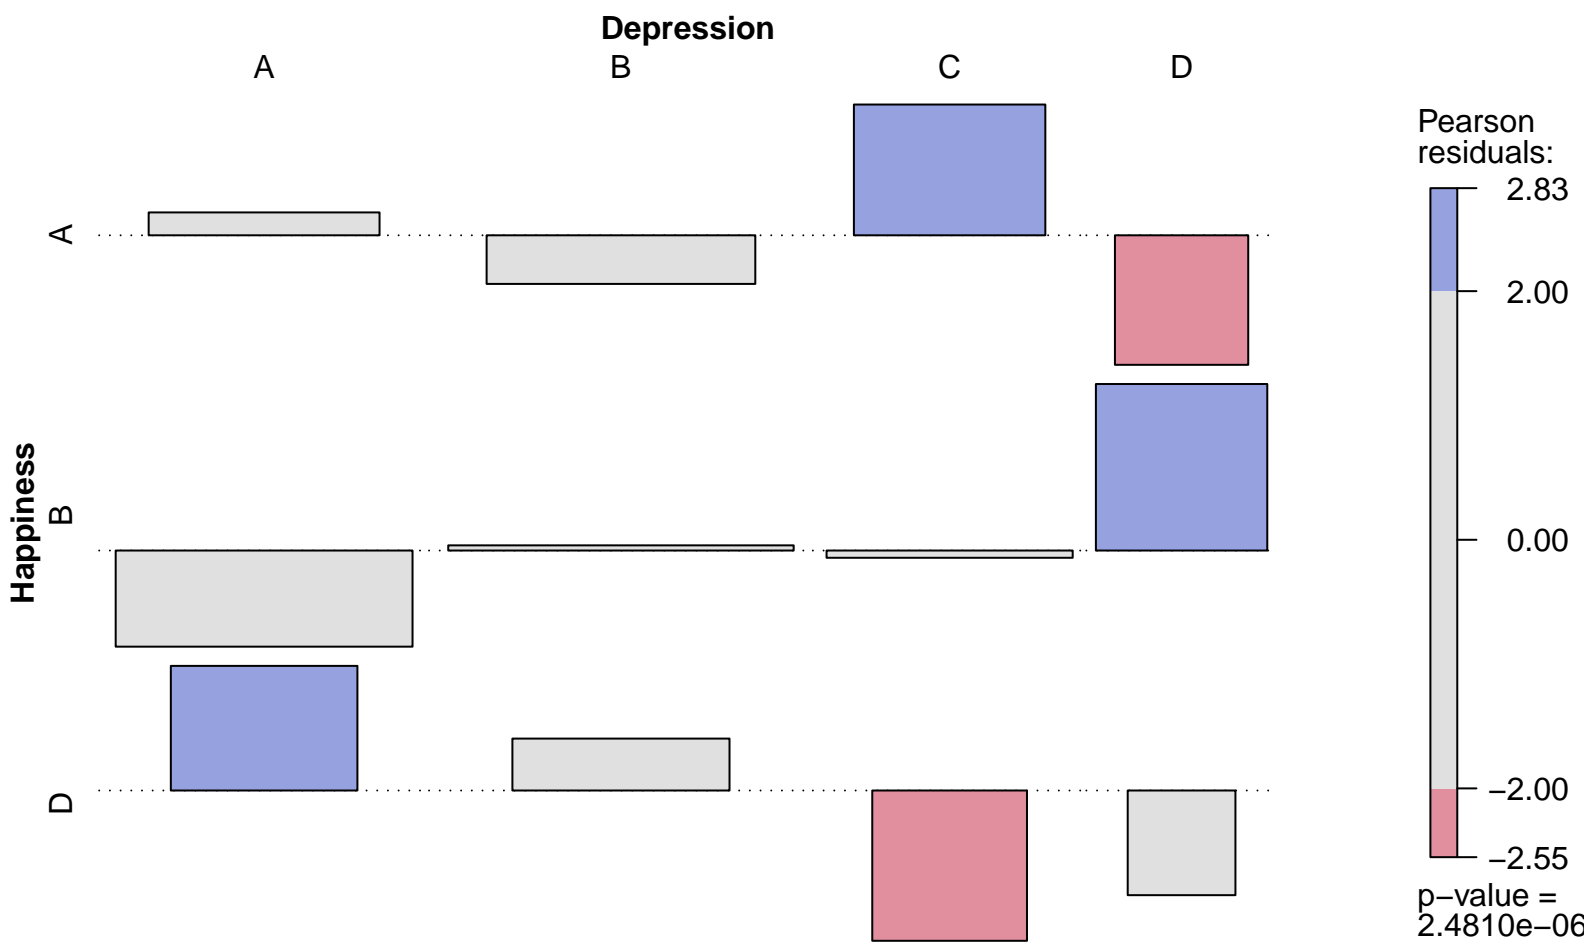 Depression
A B C D
Happiness
A
B
D
Pearson
residuals:
2.83
2.00
0.00
−2.00
−2.55
p−value =
2.4810e−06